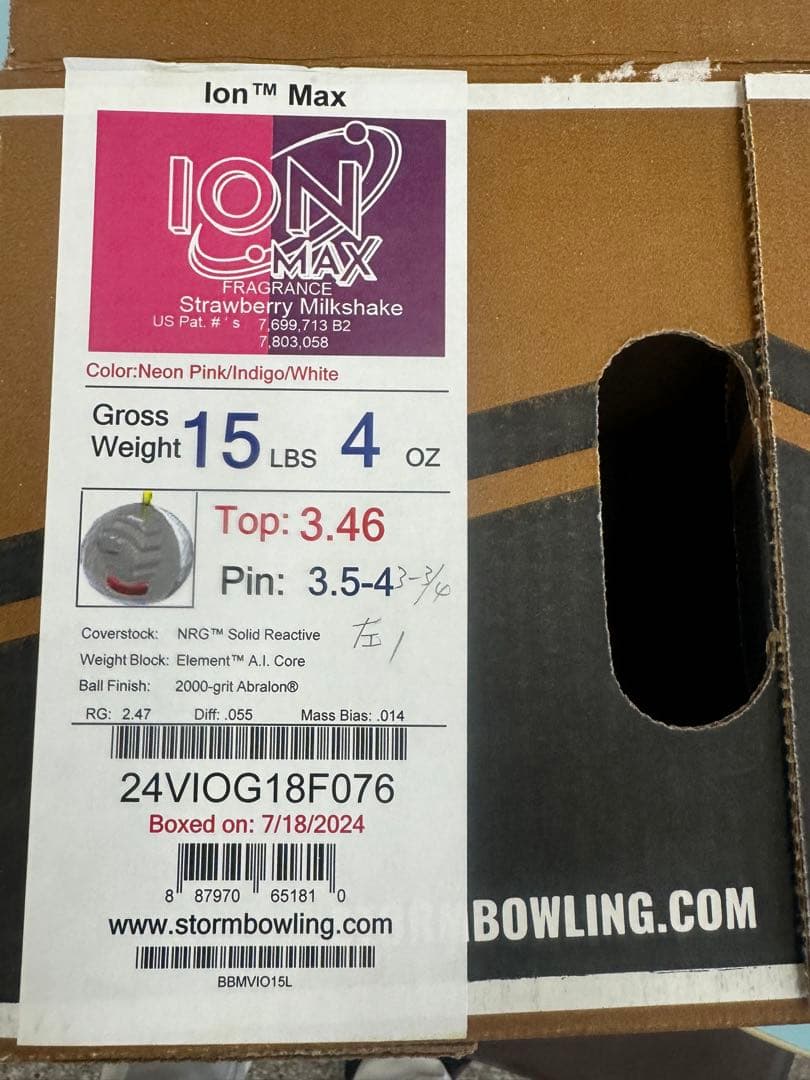 Ion™ Max
ION
MAX
FRAGRANCE
Strawberry Milkshake
US Pat. #'s 7,699,713 B2
7,803,058
Color:Neon Pink/Indigo/White
Gross Weight 15 LBS 4 OZ
Top: 3.46
Pin: 3.5-4 3-3/4
Coverstock: NRG™ Solid Reactive
左 1
Weight Block: Element™ A.I. Core
Ball Finish: 2000-grit Abralon®
RG: 2.47 Diff: .055 Mass Bias: .014
24VIOG18F076
Boxed on: 7/18/2024
8 87970 65181 0
www.stormbowling.com
BBMVIO15L
STORMBOWLING.COM